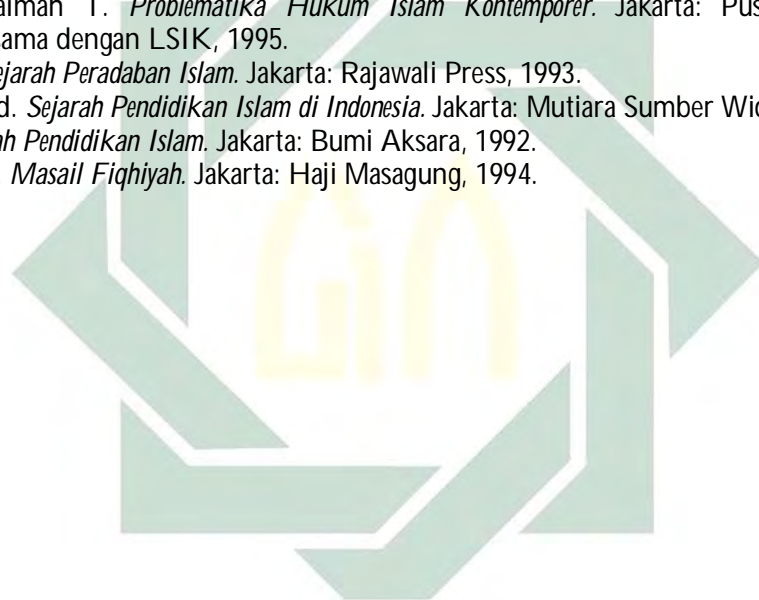 aiman T. Problematika Hukum Islam Kontemporer. Jakarta: Pus
sama dengan LSIK, 1995.
ejarah Peradaban Islam. Jakarta: Rajawali Press, 1993.
d. Sejarah Pendidikan Islam di Indonesia. Jakarta: Mutiara Sumber Wid
ah Pendidikan Islam. Jakarta: Bumi Aksara, 1992.
. Masail Fiqhiyah. Jakarta: Haji Masagung, 1994.